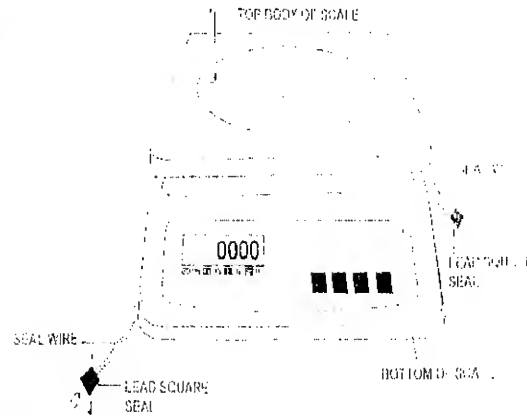 TOP BODY OF SCALE
0000
SEAL
SEAL WIRE
LEAD SQUARE
SEAL
BOTTOM OF